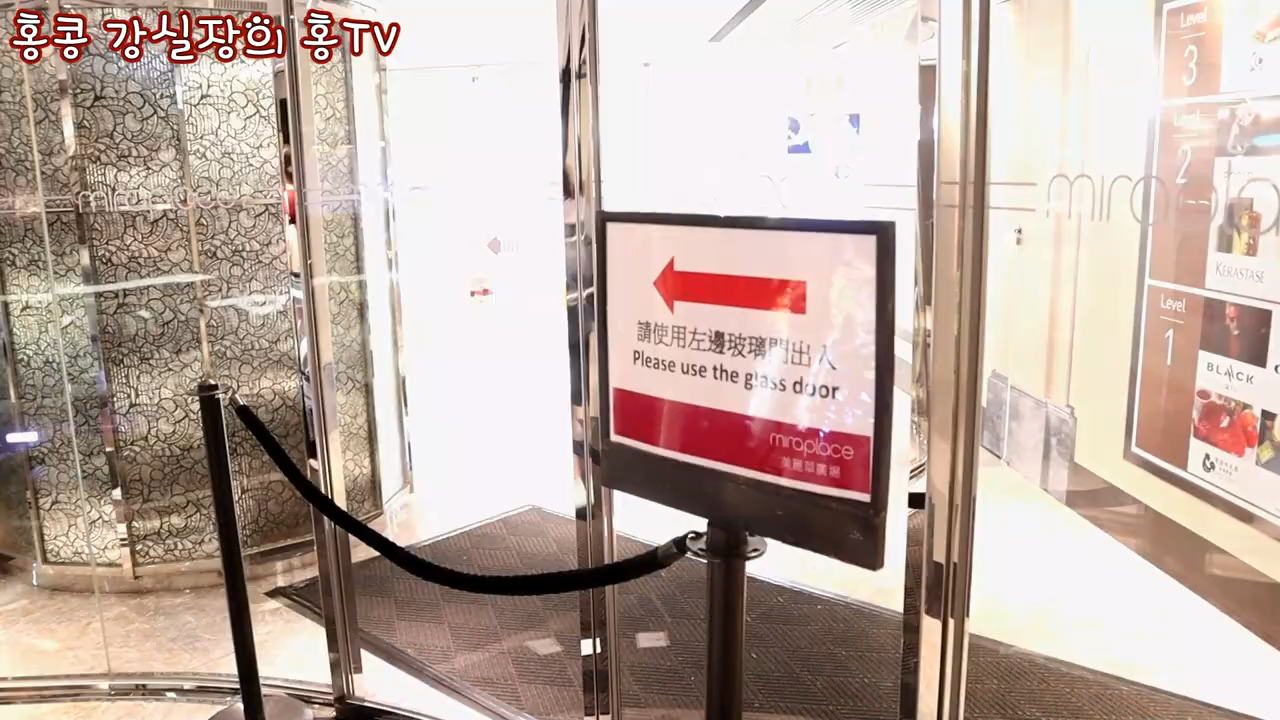 홍콩 강실장의 홍TV
Level
3
Level
2
KERASTASE
Level
1
BLACK
miraplace
請使用左邊玻璃門出入
Please use the glass door
miraplace
美麗華廣場